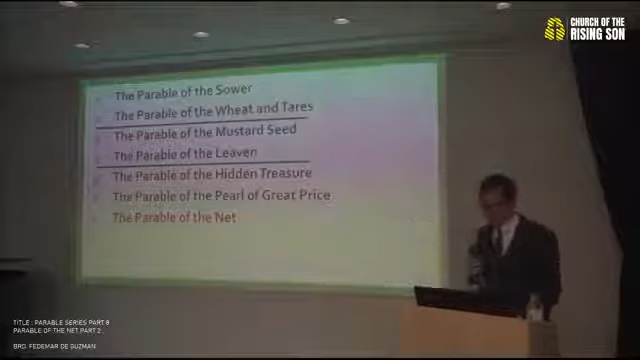 CHURCH OF THE
RISING SON
The Parable of the Sower
The Parable of the Wheat and Tares
The Parable of the Mustard Seed
The Parable of the Leaven
The Parable of the Hidden Treasure
The Parable of the Pearl of Great Price
The Parable of the Net
TITLE : PARABLE SERIES PART 8
PARABLE OF THE NET PART 2
BRO. FEDEMAR DE GUZMAN